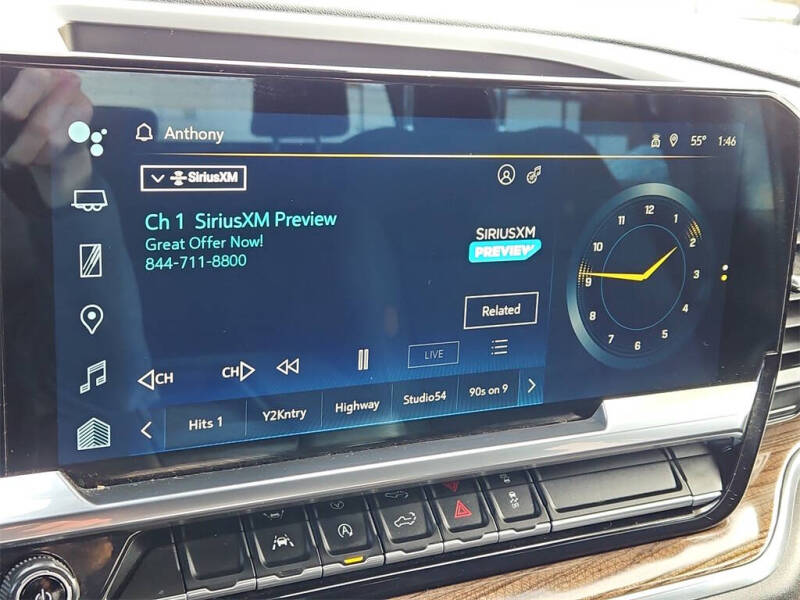 Anthony
55° 1:46
SiriusXM
Ch 1 SiriusXM Preview
Great Offer Now!
844-711-8800
SIRIUSXM
PREVIEW
Related
CH
CH
LIVE
Hits 1
Y2Kntry
Highway
Studio54
90s on 9
12
1
2
3
4
5
6
7
8
9
10
11